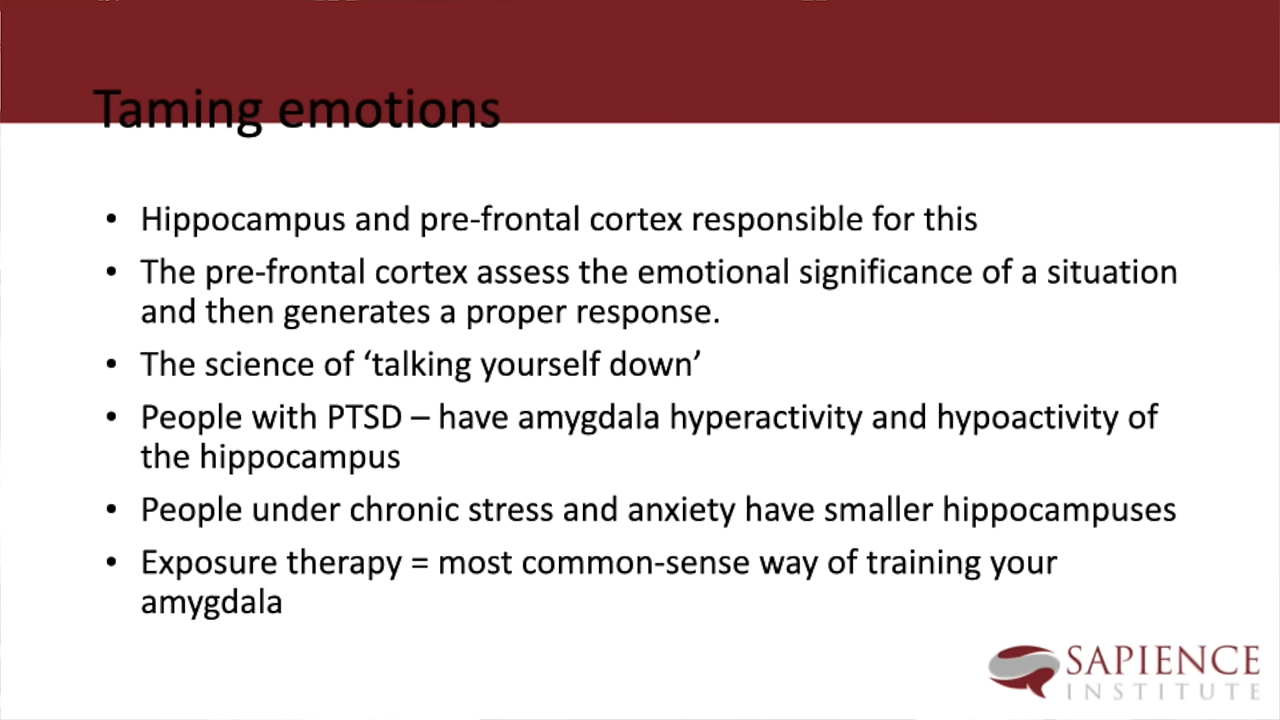 Taming emotions
• Hippocampus and pre-frontal cortex responsible for this
• The pre-frontal cortex assess the emotional significance of a situation
and then generates a proper response.
• The science of ‘talking yourself down’
• People with PTSD – have amygdala hyperactivity and hypoactivity of
the hippocampus
• People under chronic stress and anxiety have smaller hippocampuses
• Exposure therapy = most common-sense way of training your
amygdala
SAPIENCE
INSTITUTE